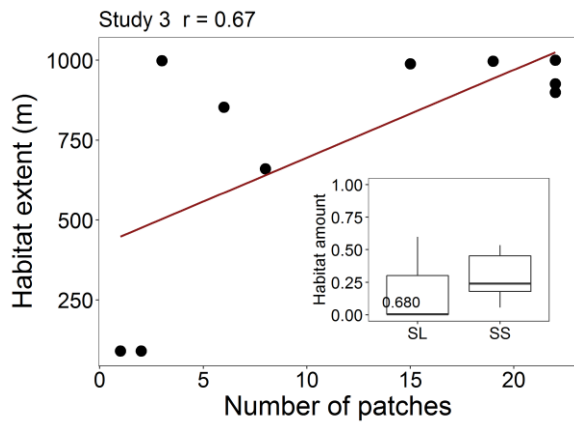 Study 3 r = 0.67
Habitat extent (m)
1000
750
500
250
0
5
10
15
20
Number of patches
Habitat amount
1.00
0.75
0.50
0.25
0.00
0.680
SL
SS